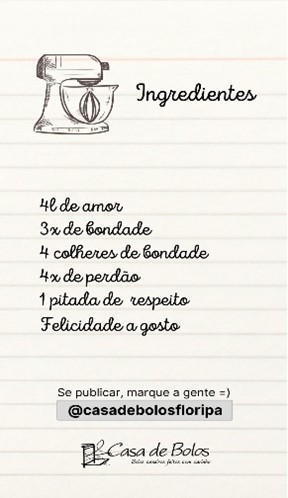 Ingredientes
4l de amor
3x de bondade
4 colheres de bondade
4x de perdão
1 pitada de respeito
Felicidade a gosto
Se publicar, marque a gente =)
@casadebolosfloripa
Casa de Bolos
Bolos caseiros feitos com carinho